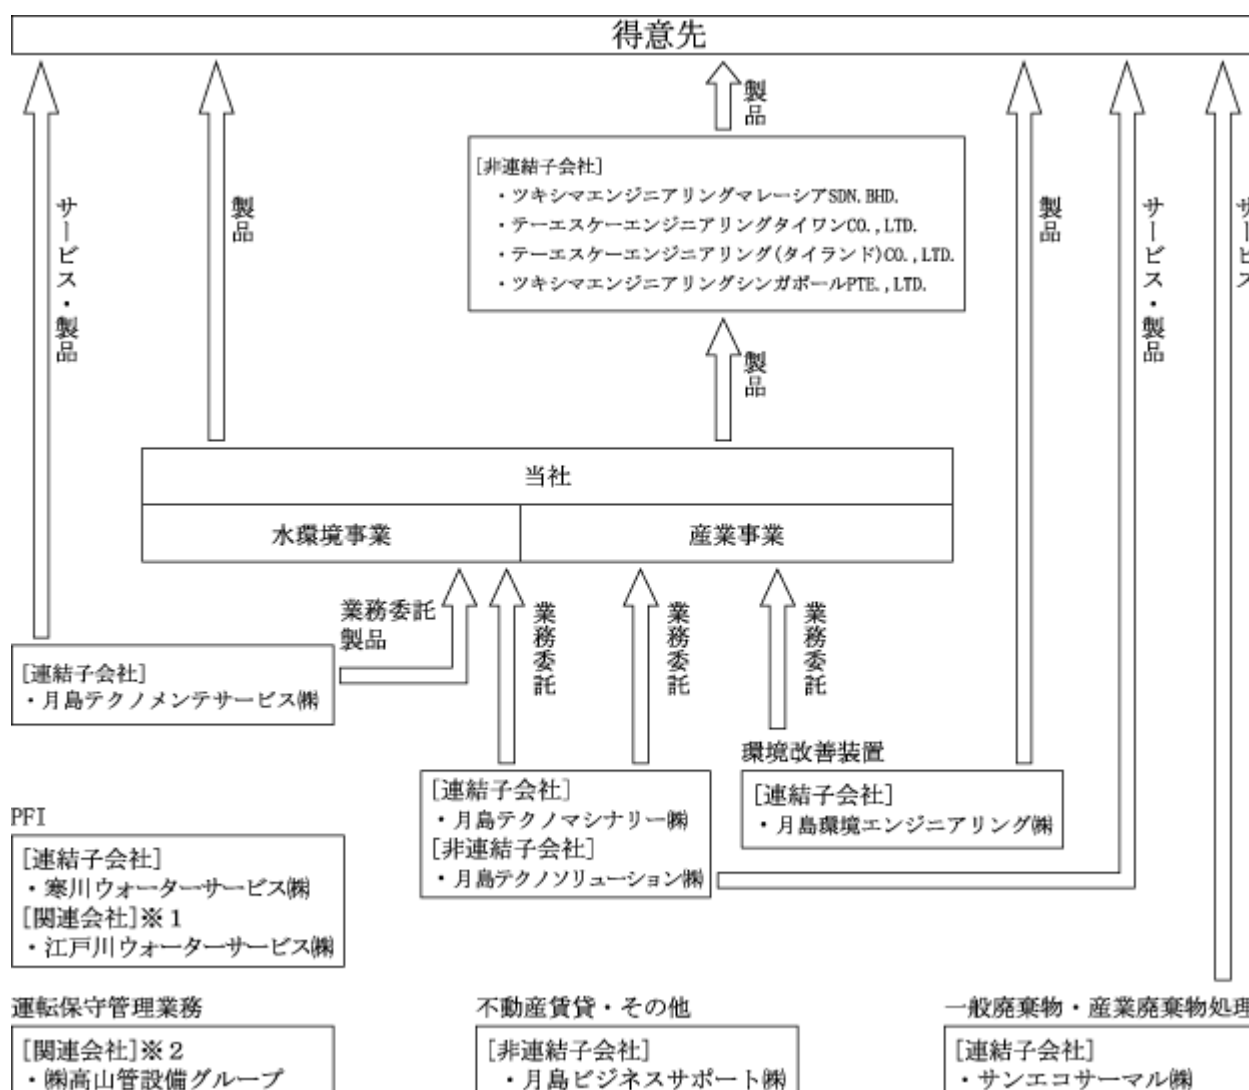 得意先
製品
[非連結子会社]
・ツキシマエンジニアリングマレーシアSDN.BHD.
・テーエスケーエンジニアリングタイワンCO.,LTD.
・テーエスケーエンジニアリング(タイランド)CO.,LTD.
・ツキシマエンジニアリングシンガポールPTE.,LTD.
サービス・製品
製品
製品
サービス・製品
サービス
製品
当社
水環境事業
産業事業
業務委託
製品
業務委託
業務委託
業務委託
[連結子会社]
・月島テクノメンテサービス㈱
環境改善装置
[連結子会社]
・月島環境エンジニアリング㈱
[連結子会社]
・月島テクノマシナリー㈱
[非連結子会社]
・月島テクノソリューション㈱
PFI
[連結子会社]
・寒川ウォーターサービス㈱
[関連会社]※1
・江戸川ウォーターサービス㈱
運転保守管理業務
[関連会社]※2
・㈱高山管設備グループ
不動産賃貸・その他
[非連結子会社]
・月島ビジネスサポート㈱
一般廃棄物・産業廃棄物処理
[連結子会社]
・サンエコサーマル㈱